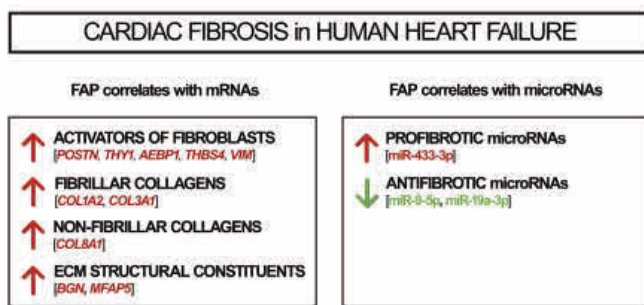 CARDIAC FIBROSIS in HUMAN HEART FAILURE
FAP correlates with mRNAs
ACTIVATORS OF FIBROBLASTS
[POSTN, THY1, AEBP1, THBS4, VIM]
FIBRILLAR COLLAGENS
[COL1A2, COL3A1]
NON-FIBRILLAR COLLAGENS
[COL8A1]
ECM STRUCTURAL CONSTITUENTS
[BGN, MFAP5]
FAP correlates with microRNAs
PROFIBROTIC microRNAs
[miR-433-3p]
ANTIFIBROTIC microRNAs
[miR-9-5p, miR-19a-3p]